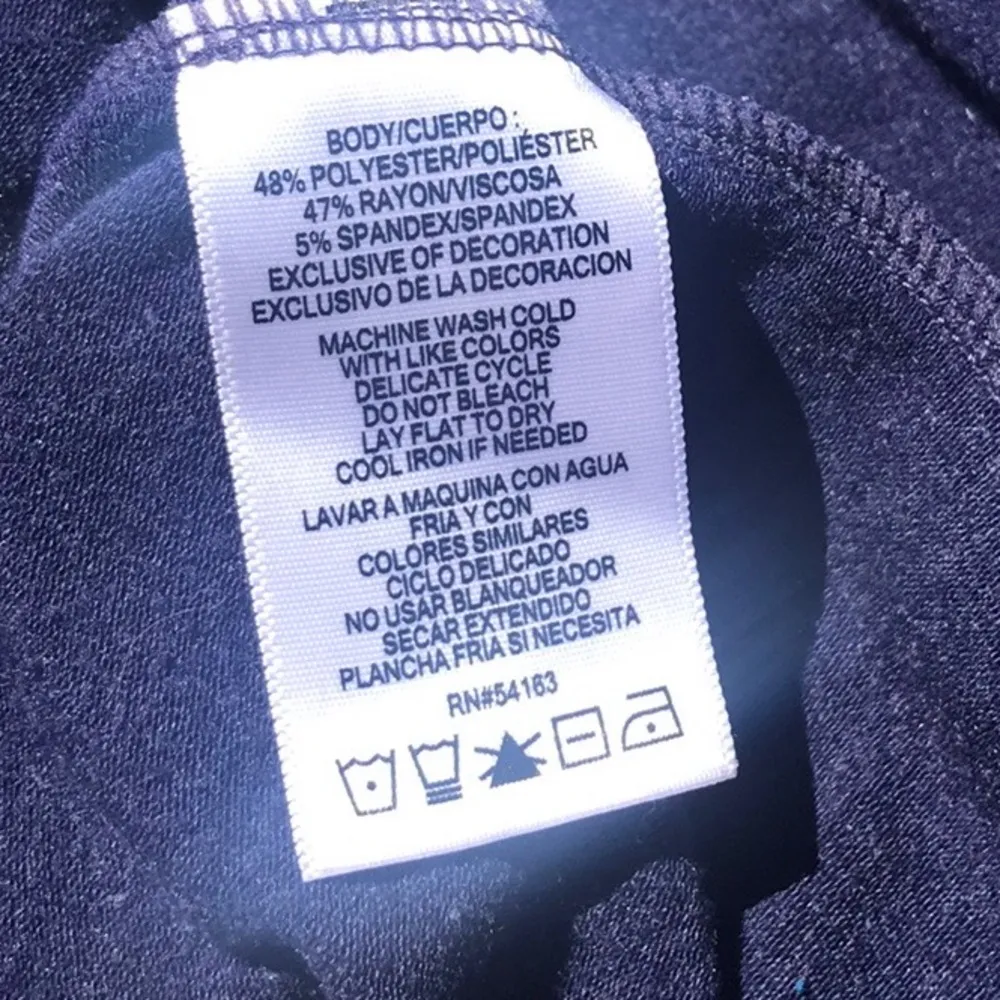 BODY/CUERPO :
48% POLYESTER/POLIÉSTER
47% RAYON/VISCOSA
5% SPANDEX/SPANDEX
EXCLUSIVE OF DECORATION
EXCLUSIVO DE LA DECORACION
MACHINE WASH COLD
WITH LIKE COLORS
DELICATE CYCLE
DO NOT BLEACH
LAY FLAT TO DRY
COOL IRON IF NEEDED
LAVAR A MAQUINA CON AGUA
FRIA Y CON
COLORES SIMILARES
CICLO DELICADO
NO USAR BLANQUEADOR
SECAR EXTENDIDO
PLANCHA FRIA SI NECESITA
RN#54163